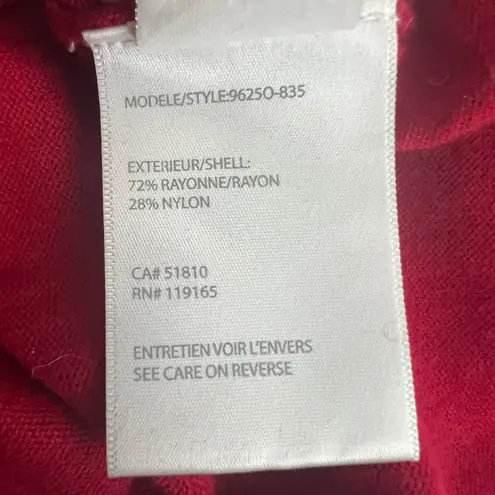 MODELE/STYLE:9625O-835
EXTERIEUR/SHELL:
72% RAYONNE/RAYON
28% NYLON
CA# 51810
RN# 119165
ENTRETIEN VOIR L'ENVERS
SEE CARE ON REVERSE